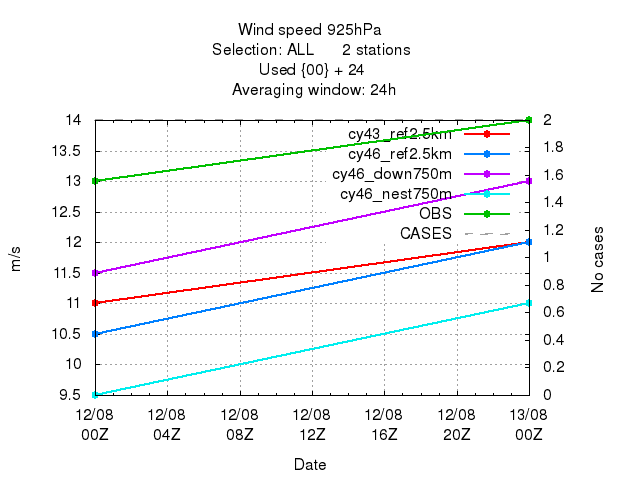 Wind speed 925hPa
Selection: ALL 2 stations
Used {00} + 24
Averaging window: 24h
14
13.5
13
12.5
12
11.5
11
10.5
10
9.5
m/s
cy43_ref2.5km
cy46_ref2.5km
cy46_down750m
cy46_nest750m
OBS
CASES
2
1.8
1.6
1.4
1.2
1
0.8
0.6
0.4
0.2
0
No cases
12/08 12/08 12/08 12/08 12/08 12/08 13/08
00Z 04Z 08Z 12Z 16Z 20Z 00Z
Date